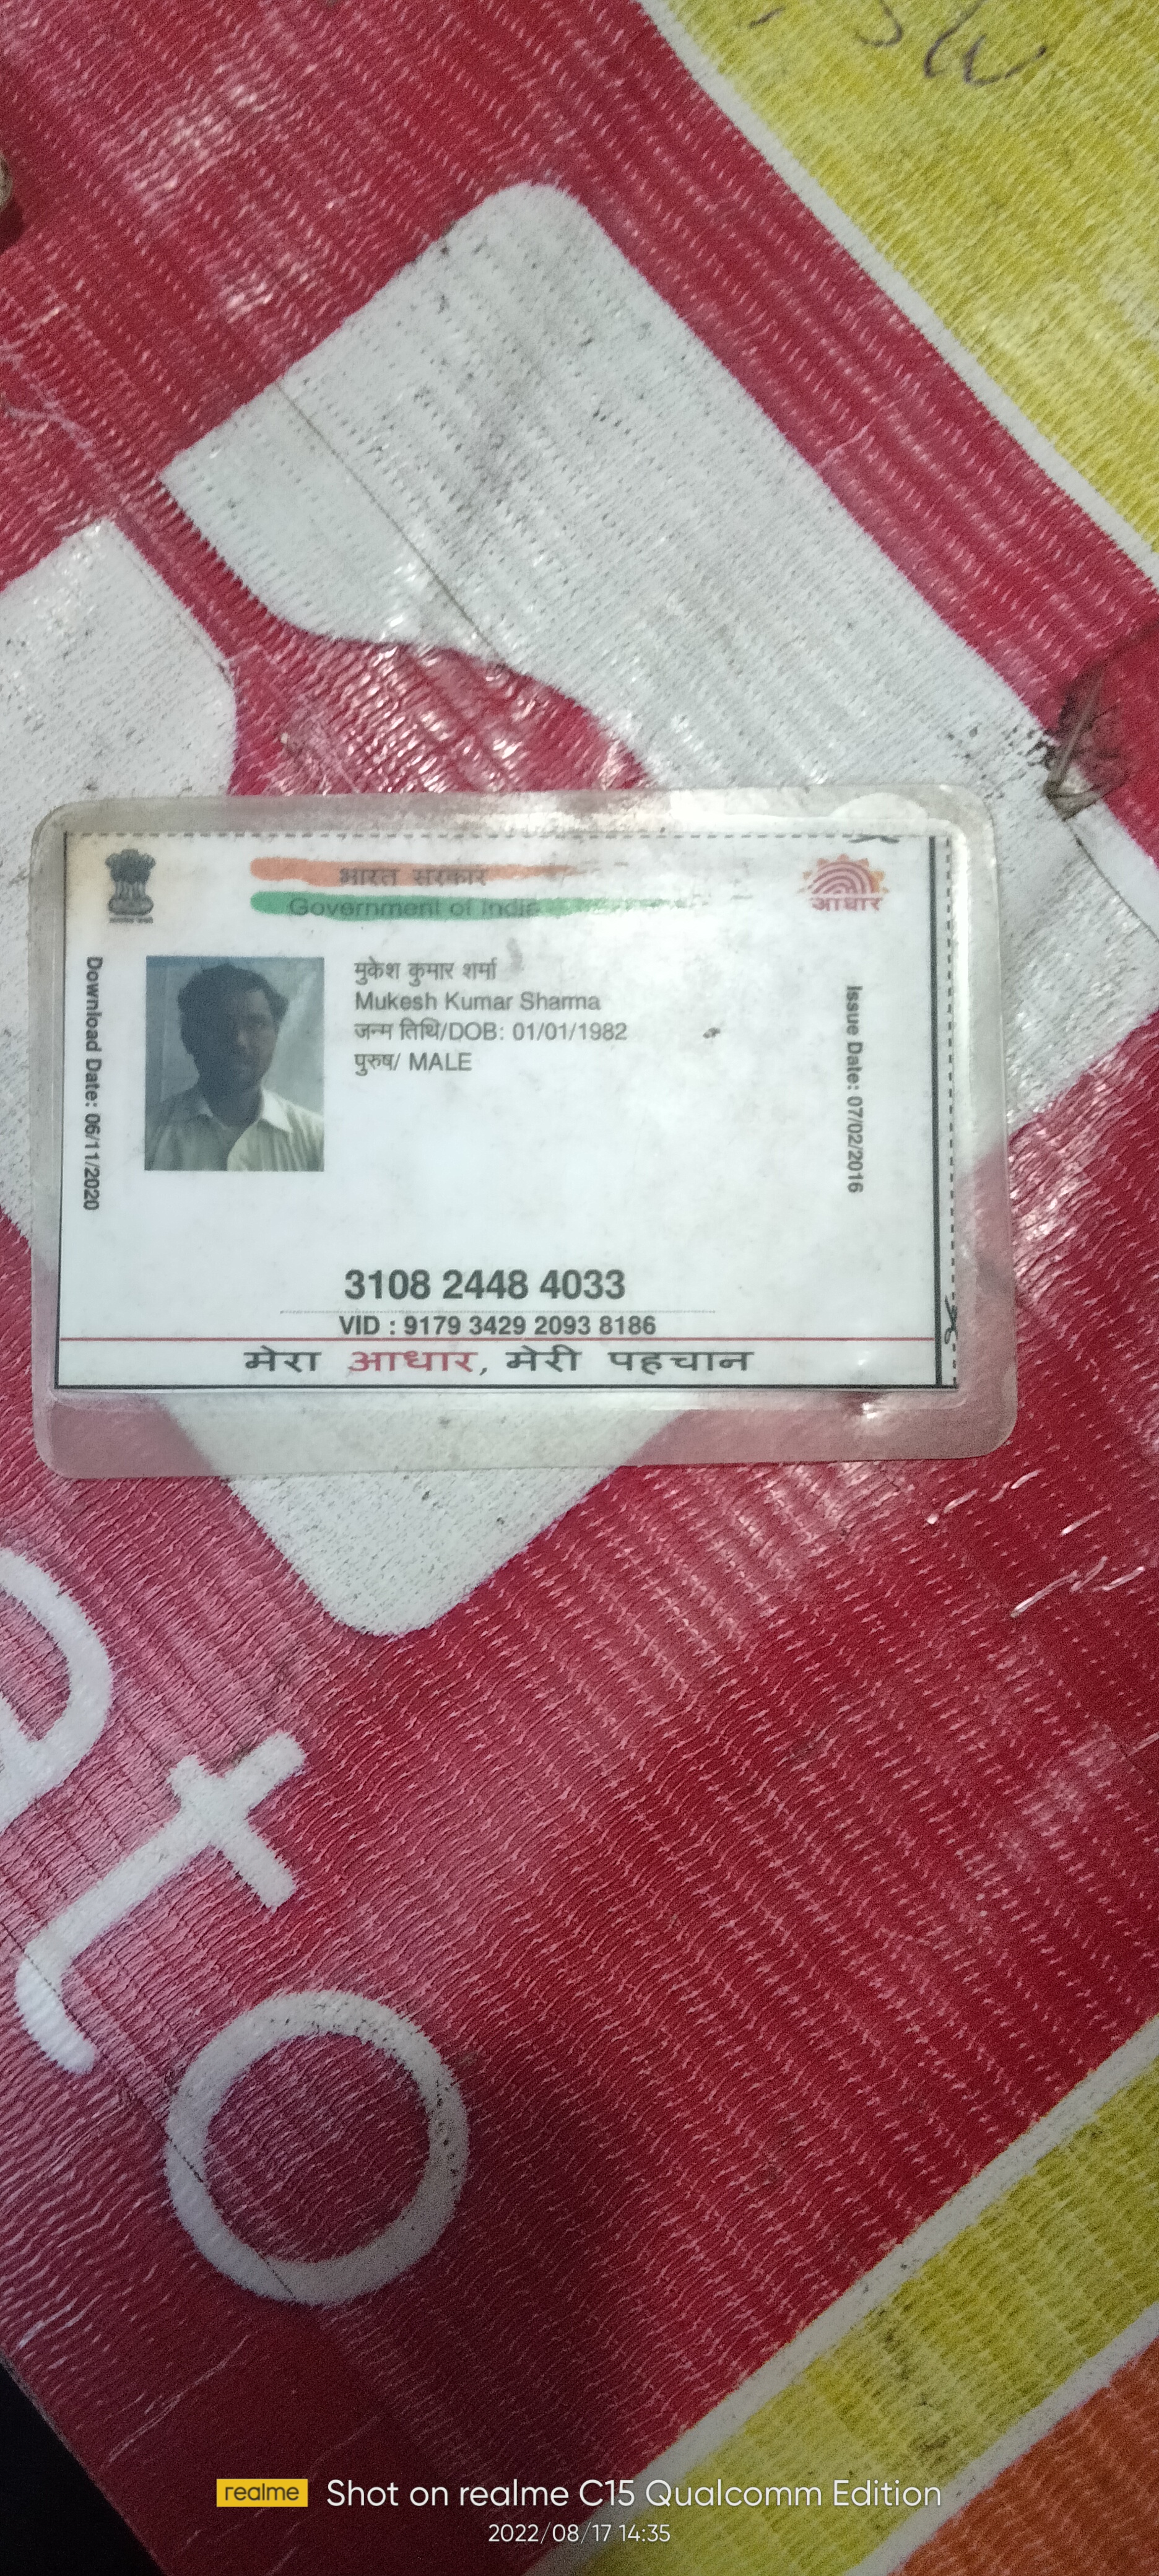 भारत सरकार
Government of India
आधार
मुकेश कुमार शर्मा
Mukesh Kumar Sharma
जन्म तिथि/DOB: 01/01/1982
पुरुष/ MALE
Download Date: 06/11/2020
Issue Date: 07/02/2016
3108 2448 4033
VID : 9179 3429 2093 8186
मेरा आधार, मेरी पहचान
realme Shot on realme C15 Qualcomm Edition
2022/08/17 14:35